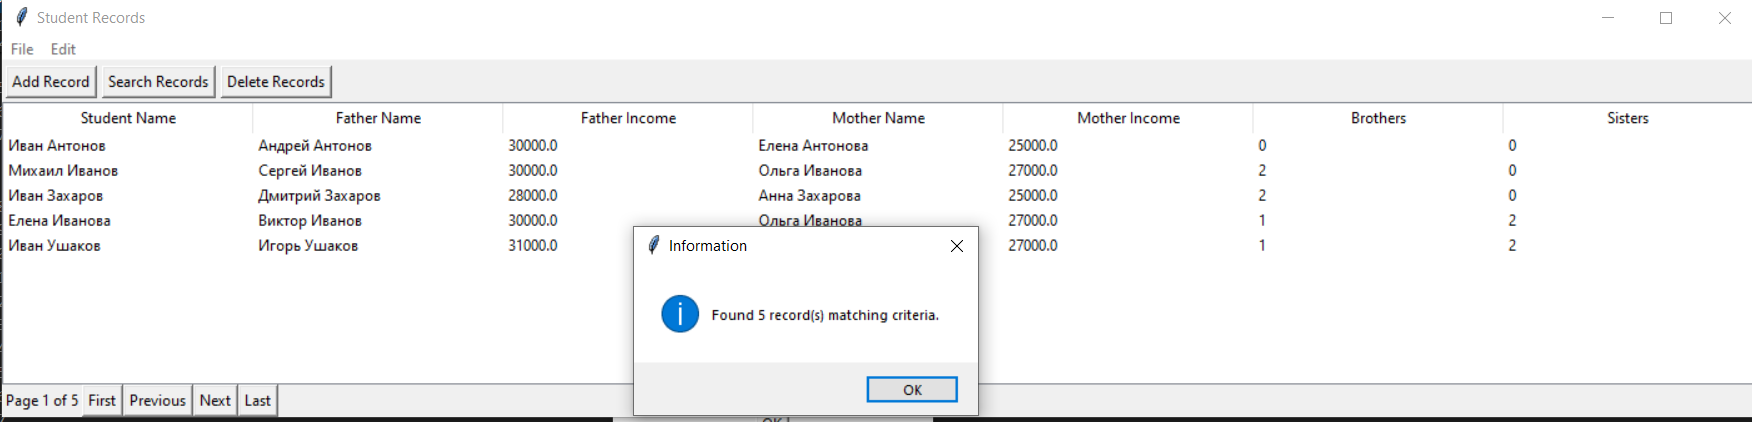 Student Records
File Edit
Add Record Search Records Delete Records
Student Name Father Name Father Income Mother Name Mother Income Brothers Sisters
Иван Антонов Андрей Антонов 30000.0 Елена Антонова 25000.0 0 0
Михаил Иванов Сергей Иванов 30000.0 Ольга Иванова 27000.0 2 0
Иван Захаров Дмитрий Захаров 28000.0 Анна Захарова 25000.0 2 0
Елена Иванова Виктор Иванов 30000.0 Ольга Иванова 27000.0 1 2
Иван Ушаков Игорь Ушаков 31000.0 27000.0 1 2
Information
Found 5 record(s) matching criteria.
OK
Page 1 of 5 First Previous Next Last